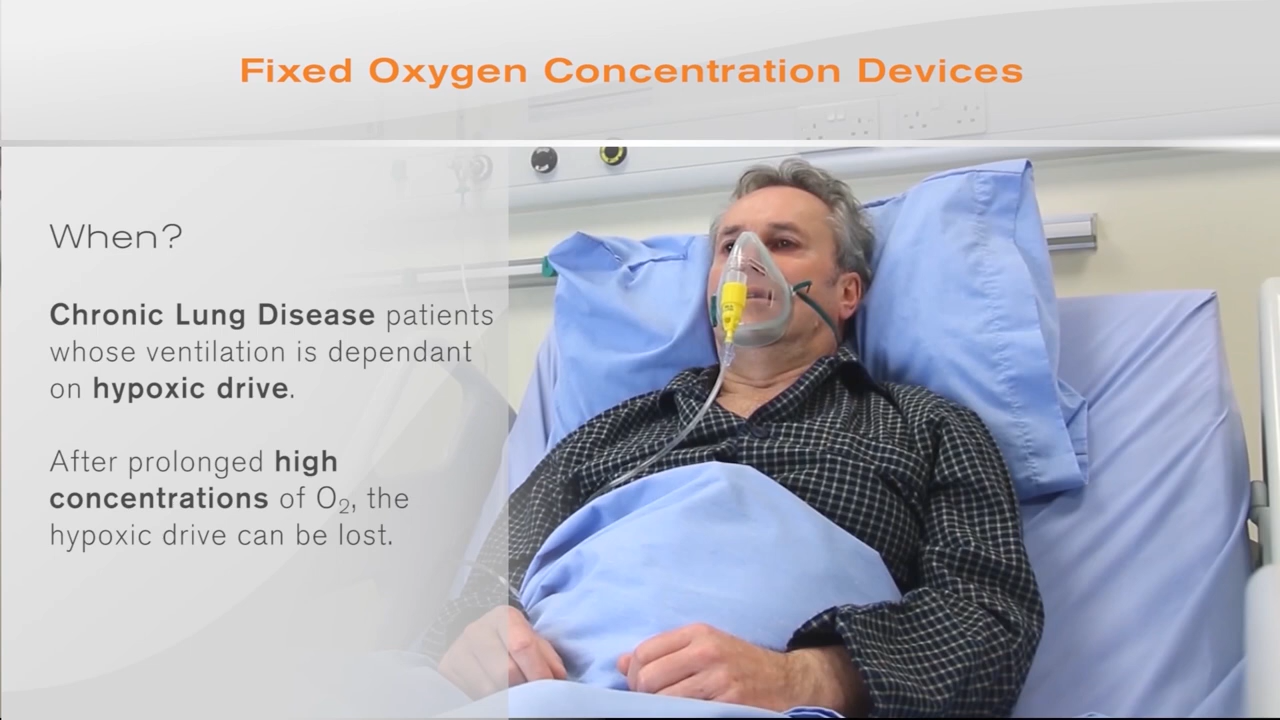 Fixed Oxygen Concentration Devices
When?
Chronic Lung Disease patients
whose ventilation is dependant
on hypoxic drive.
After prolonged high
concentrations of O₂, the
hypoxic drive can be lost.